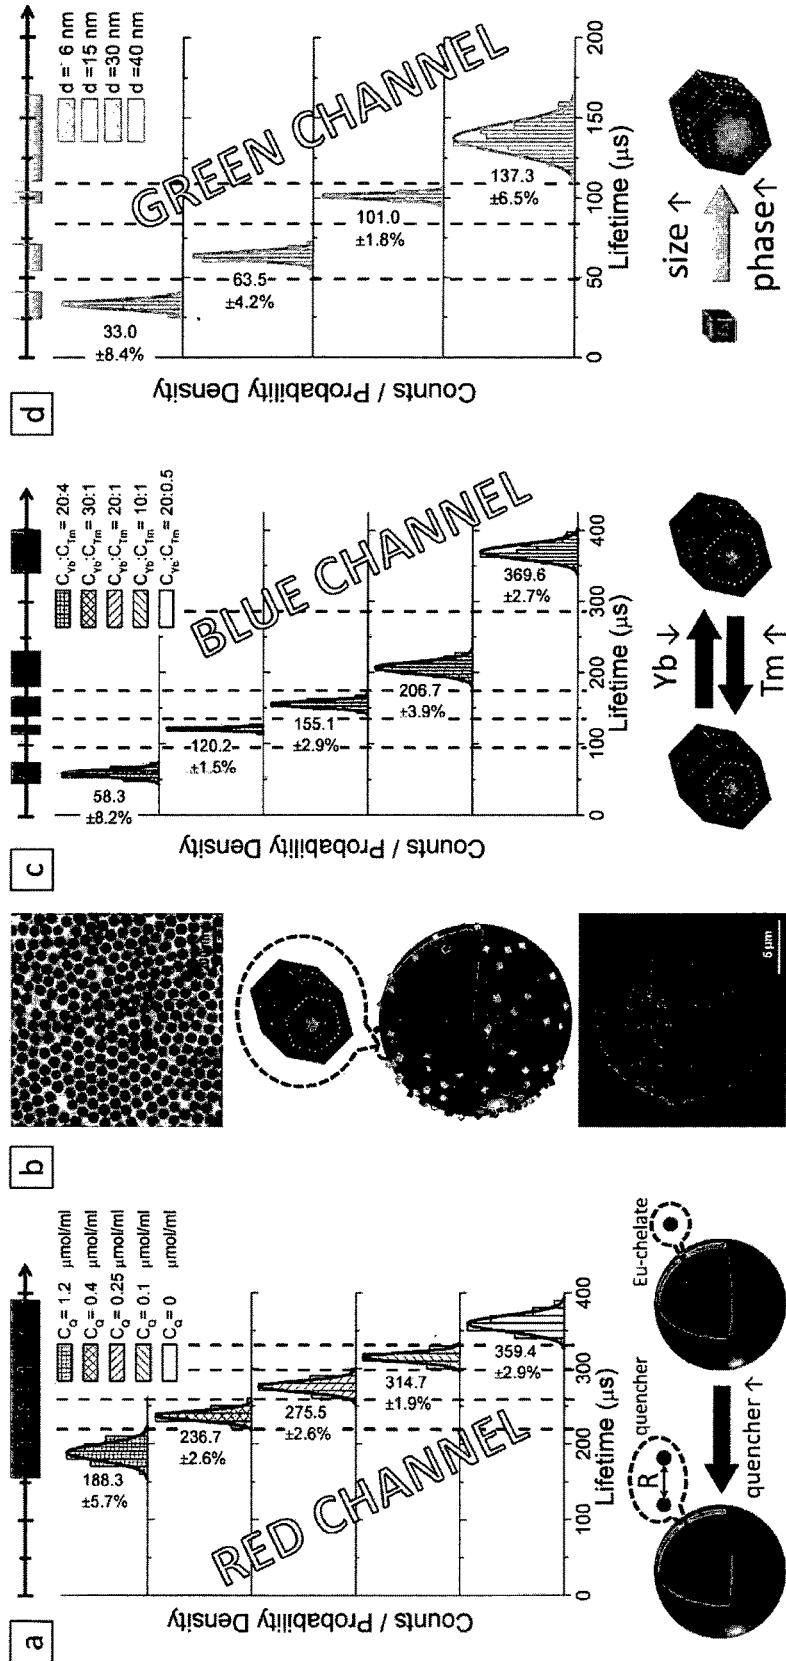 a
C_Q = 1.2 μmol/ml
C_Q = 0.4 μmol/ml
C_Q = 0.25 μmol/ml
C_Q = 0.1 μmol/ml
C_Q = 0 μmol/ml
188.3
±5.7%
236.7
±2.6%
275.5
±2.6%
314.7
±1.9%
359.4
±2.9%
RED CHANNEL
Counts / Probability Density
0 100 200 300 400
Lifetime (μs)
R
quencher
Eu-chelate
quencher ↑
b
5 μm
c
C_Yb:C_Tm = 20:4
C_Yb:C_Tm = 30:1
C_Yb:C_Tm = 20:1
C_Yb:C_Tm = 10:1
C_Yb:C_Tm = 20:0.5
58.3
±8.2%
120.2
±1.5%
155.1
±2.9%
206.7
±3.9%
369.6
±2.7%
BLUE CHANNEL
Counts / Probability Density
0 100 200 300 400
Lifetime (μs)
Yb ↓
Tm ↑
d
d = 6 nm
d =15 nm
d =30 nm
d =40 nm
33.0
±8.4%
63.5
±4.2%
101.0
±1.8%
137.3
±6.5%
GREEN CHANNEL
Counts / Probability Density
0 50 100 150 200
Lifetime (μs)
size ↑
phase↑